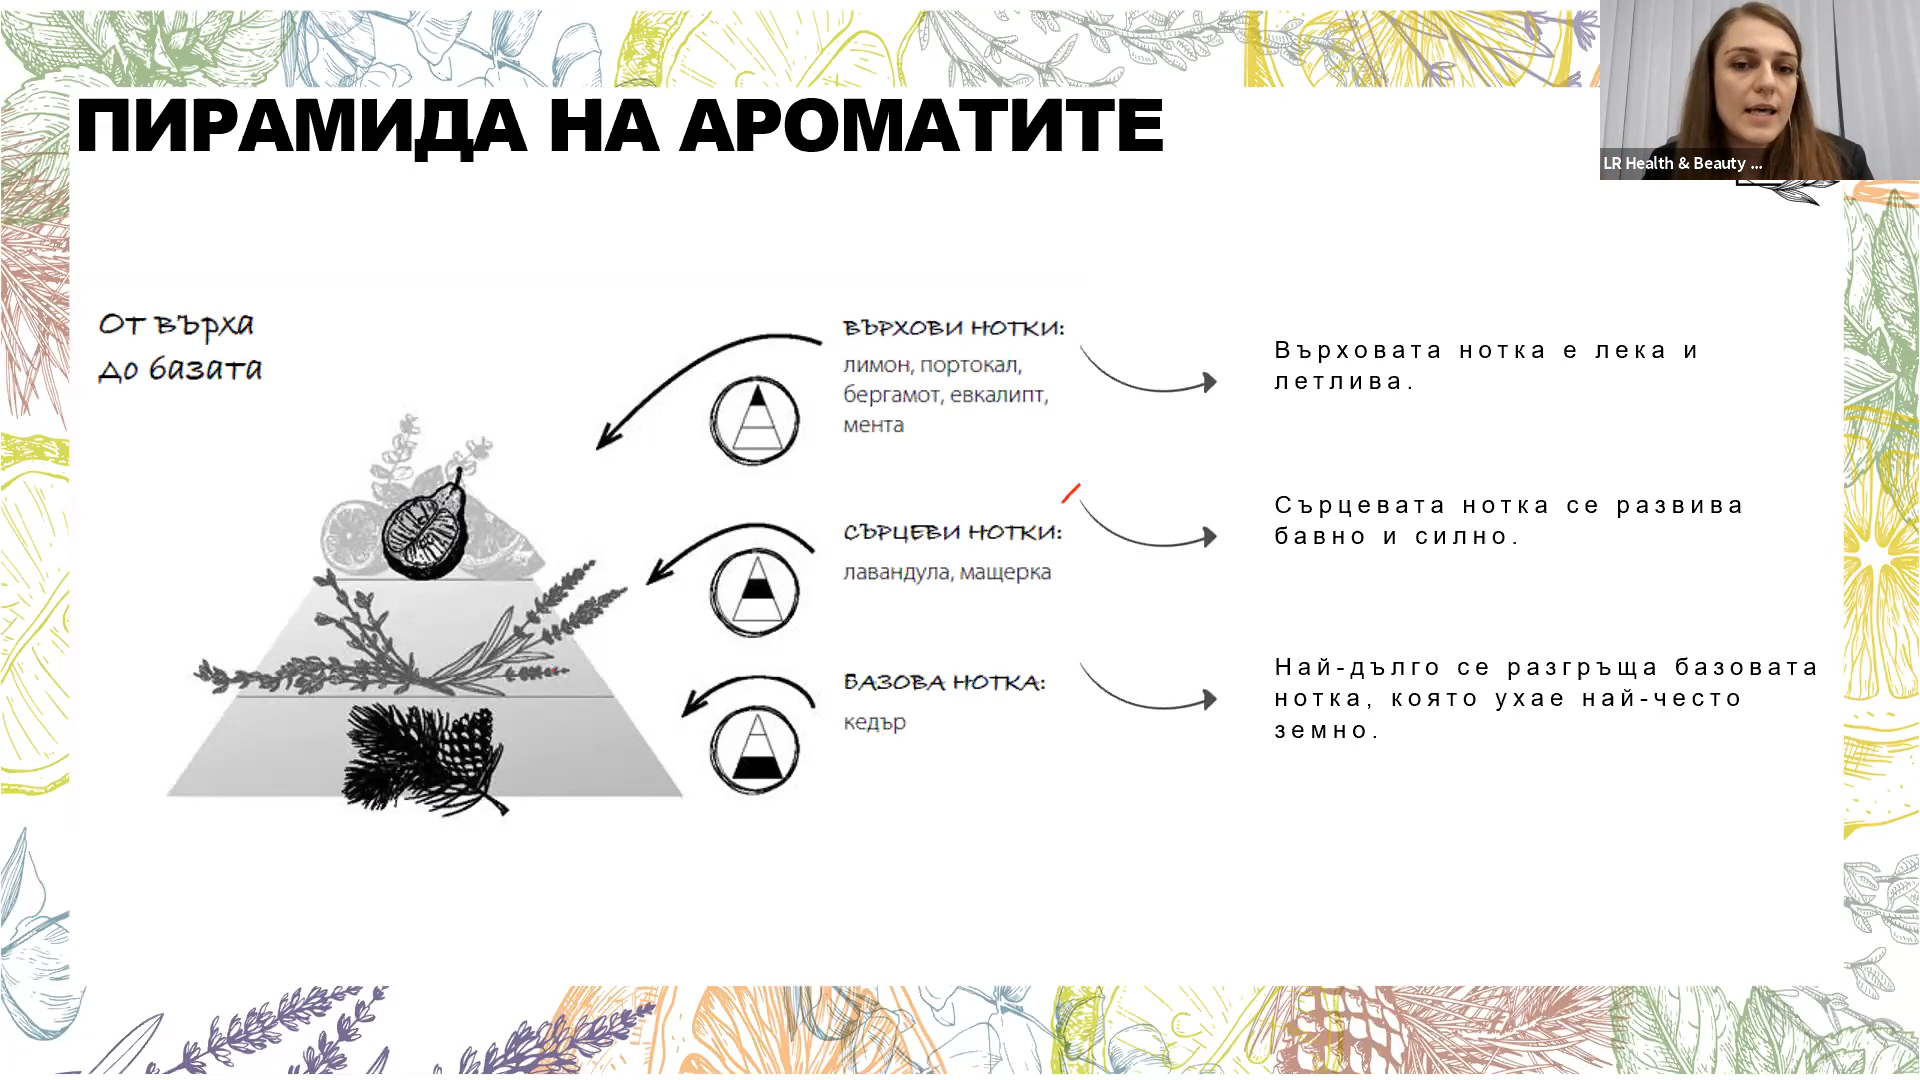 ПИРАМИДА НА АРОМАТИТЕ
LR Health & Beauty ...
От върха
до базата
ВЪРХОВИ НОТКИ:
лимон, портокал,
бергамот, евкалипт,
мента
Върховата нотка е лека и
летлива.
СЪРЦЕВИ НОТКИ:
лавандула, мащерка
Сърцевата нотка се развива
бавно и силно.
БАЗОВА НОТКА:
кедър
Най-дълго се разгръща базовата
нотка, която ухае най-често
земно.